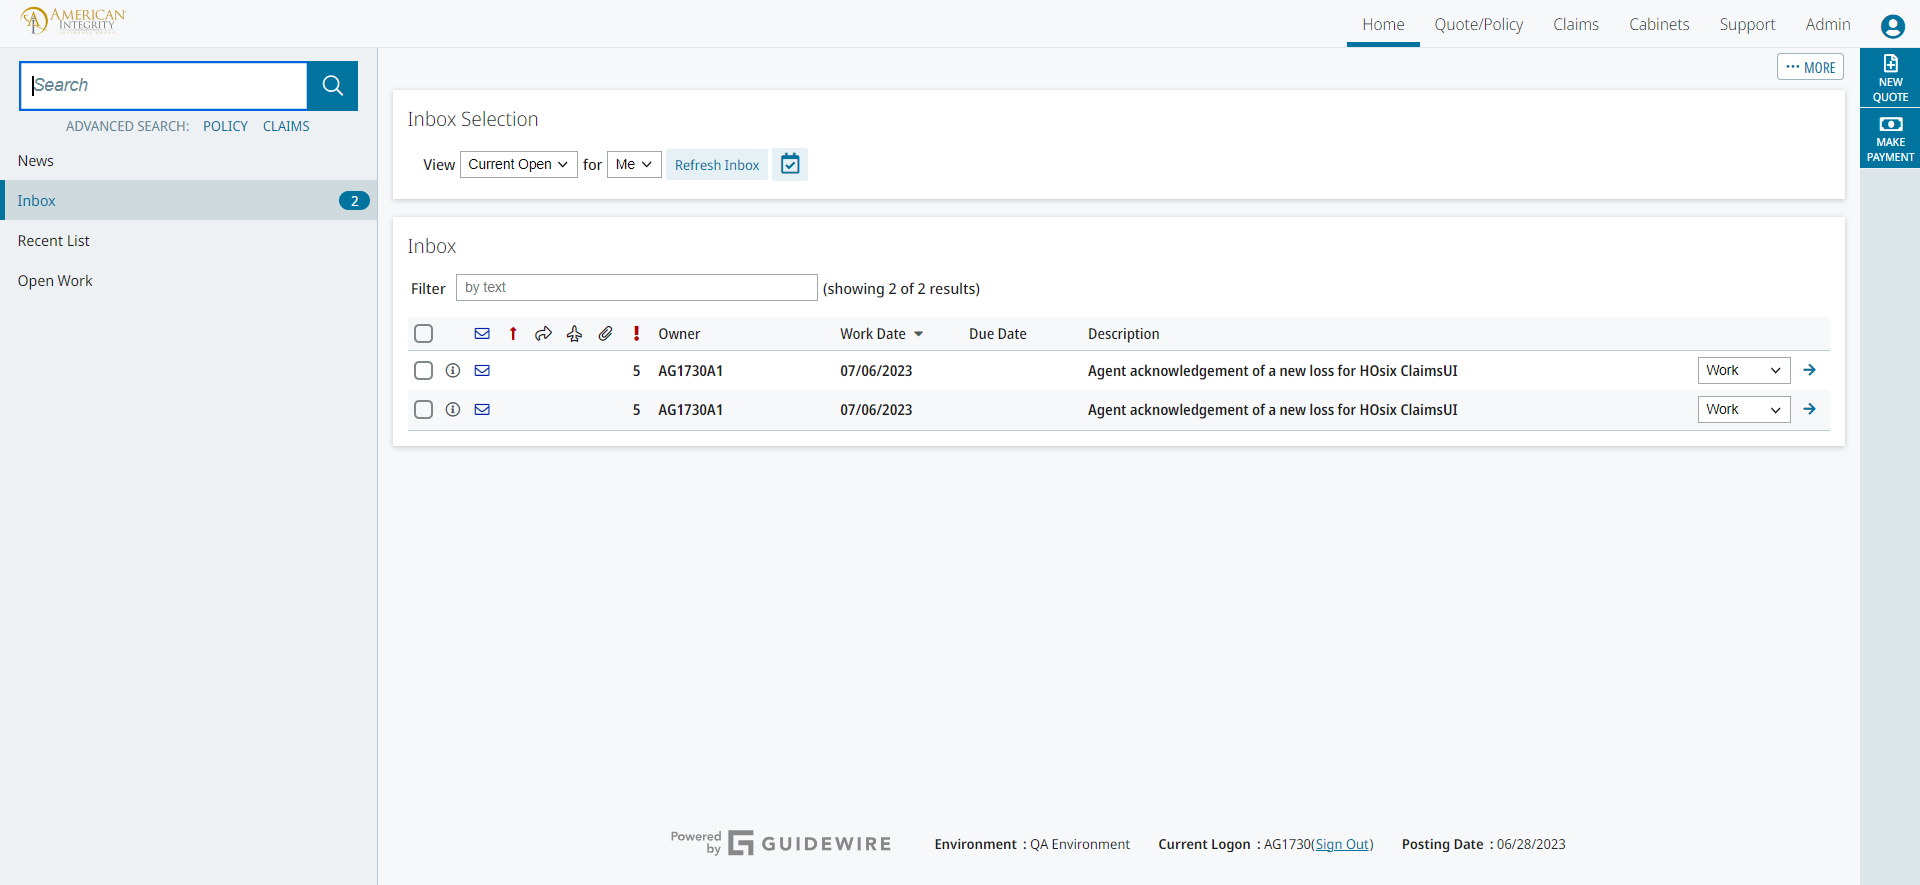 AMERICAN
INTEGRITY
Home Quote/Policy Claims Cabinets Support Admin
Search
ADVANCED SEARCH: POLICY CLAIMS
News
Inbox 2
Recent List
Open Work
··· MORE
NEW
QUOTE
MAKE
PAYMENT
Inbox Selection
View Current Open for Me Refresh Inbox
Inbox
Filter by text (showing 2 of 2 results)
Owner Work Date Due Date Description
5 AG1730A1 07/06/2023 Agent acknowledgement of a new loss for HOsix ClaimsUI Work
5 AG1730A1 07/06/2023 Agent acknowledgement of a new loss for HOsix ClaimsUI Work
Powered by GUIDEWIRE Environment : QA Environment Current Logon : AG1730(Sign Out) Posting Date : 06/28/2023